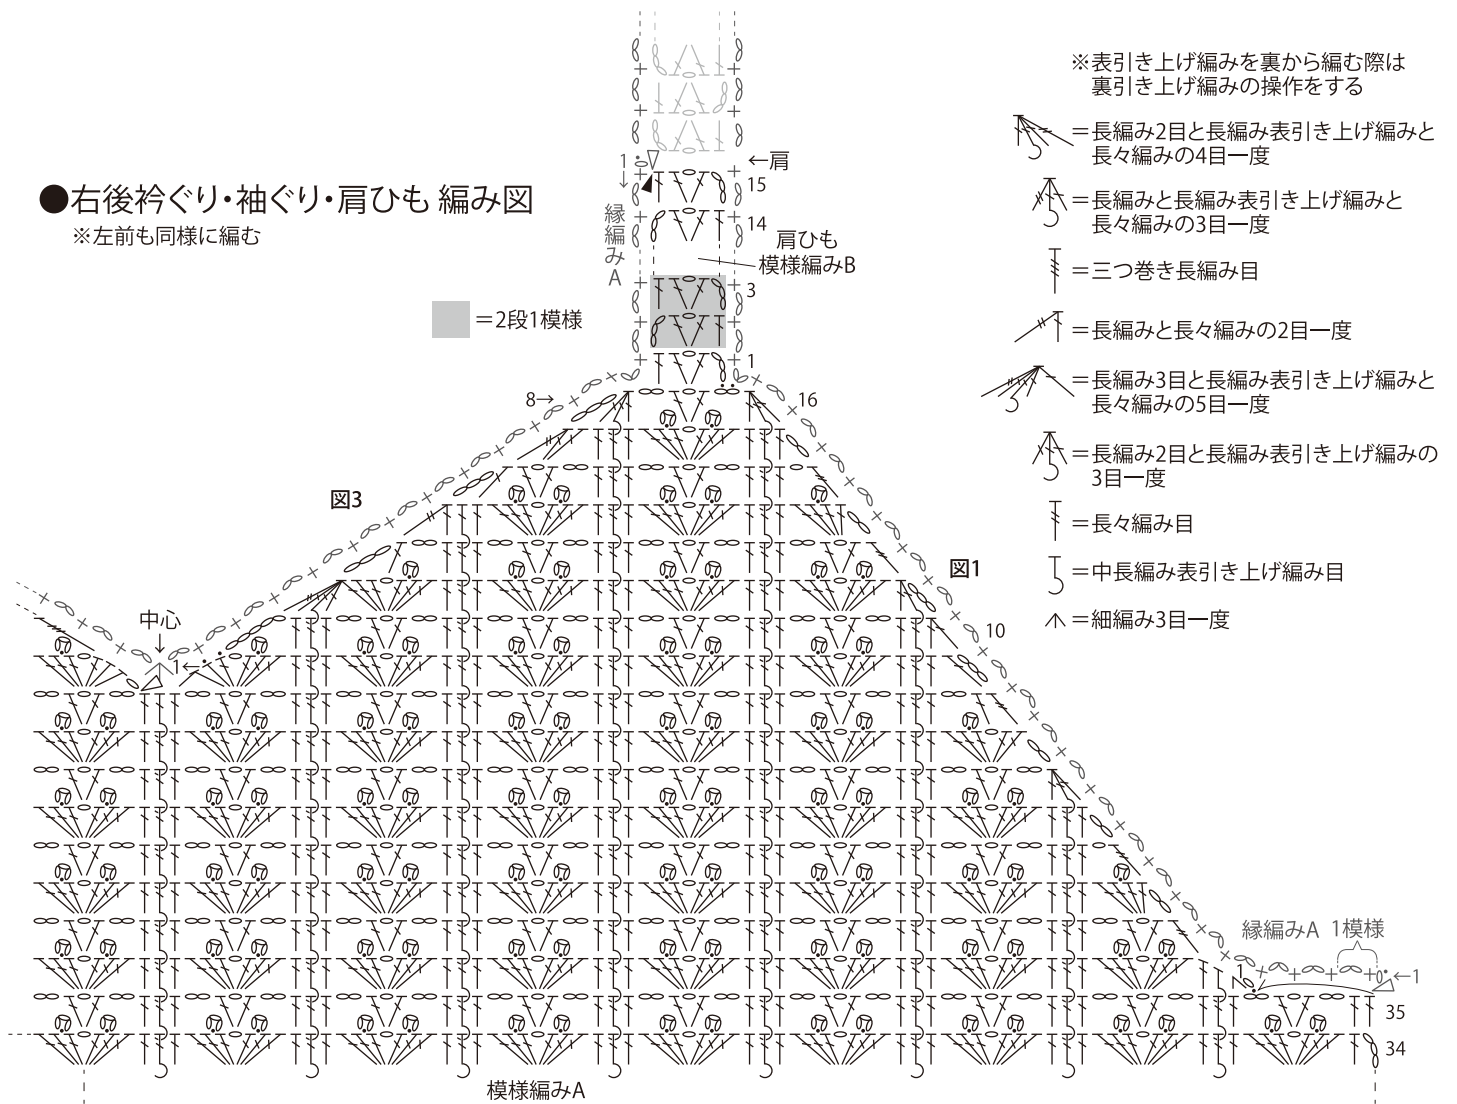 ●右後衿ぐり・袖ぐり・肩ひも 編み図
※左前も同様に編む
＝2段1模様
※表引き上げ編みを裏から編む際は
裏引き上げ編みの操作をする
＝長編み2目と長編み表引き上げ編みと
長々編みの4目一度
＝長編みと長編み表引き上げ編みと
長々編みの3目一度
＝三つ巻き長編み目
＝長編みと長々編みの2目一度
＝長編み3目と長編み表引き上げ編みと
長々編みの5目一度
＝長編み2目と長編み表引き上げ編みの
3目一度
＝長々編み目
＝中長編み表引き上げ編み目
＝細編み3目一度
1
↓
縁編みA
←肩
15
14
肩ひも
模様編みB
3
1
8→
16
図3
図1
10
中心
↓
1←
縁編みA 1模様
1
←1
35
34
模様編みA